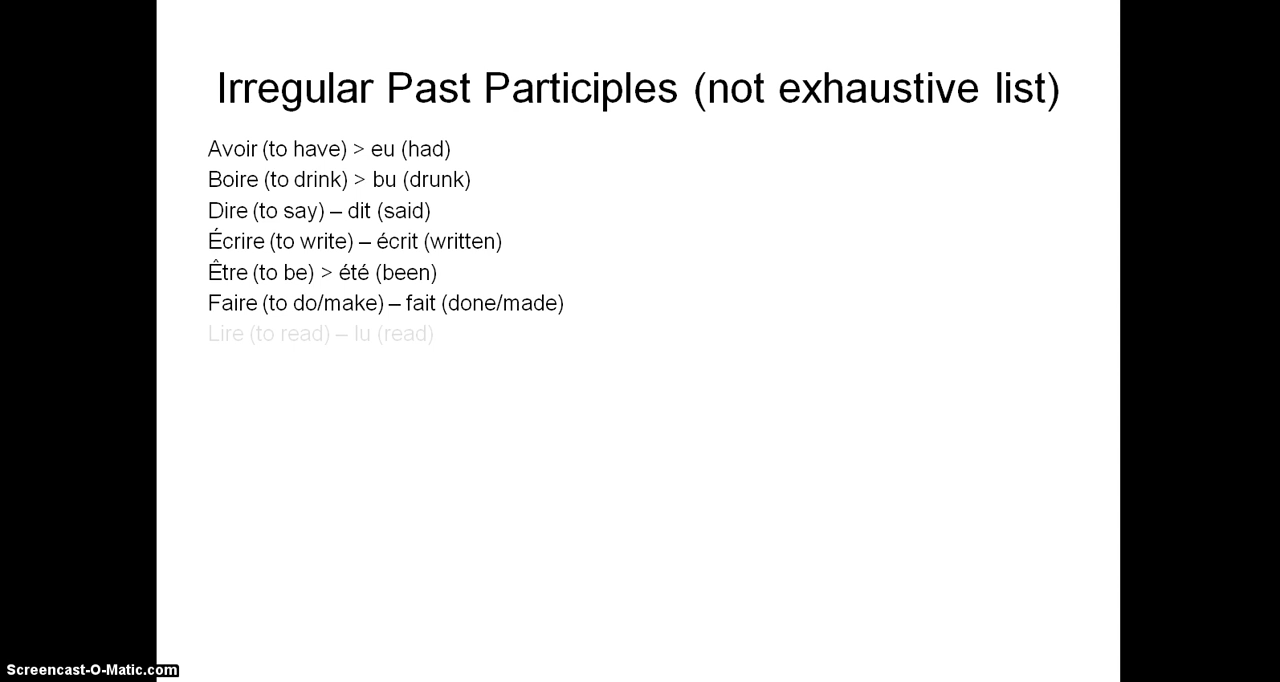 Irregular Past Participles (not exhaustive list)
Avoir (to have) > eu (had)
Boire (to drink) > bu (drunk)
Dire (to say) – dit (said)
Écrire (to write) – écrit (written)
Être (to be) > été (been)
Faire (to do/make) – fait (done/made)
Lire (to read) – lu (read)
Screencast-O-Matic.com